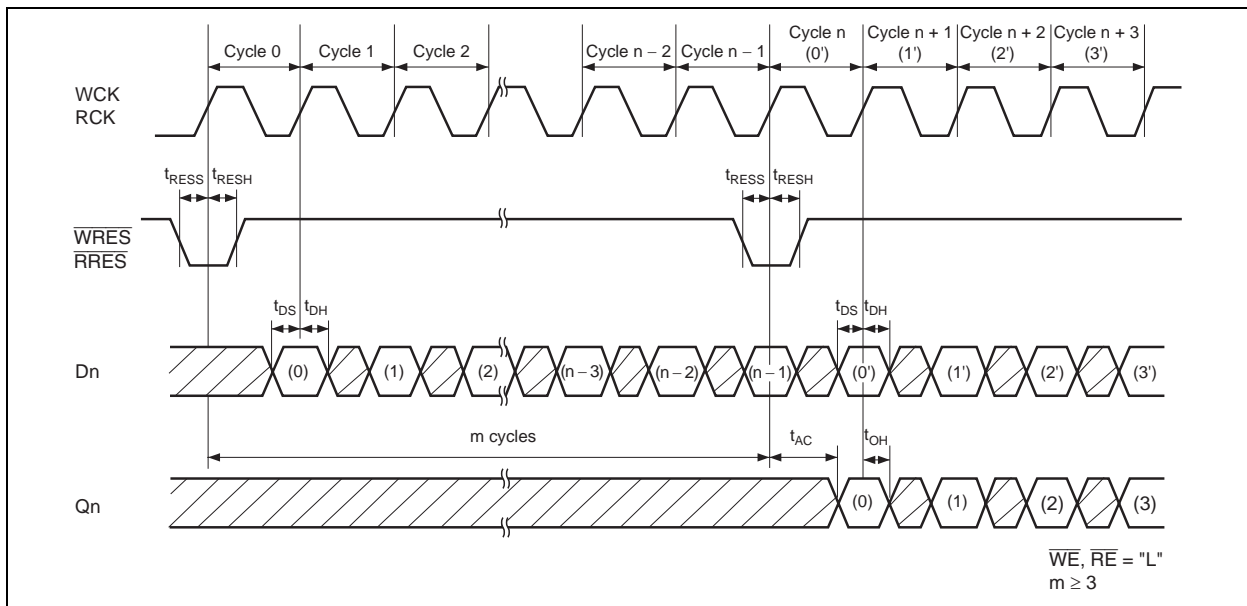 Cycle 0 Cycle 1 Cycle 2 Cycle n – 2 Cycle n – 1 Cycle n (0') Cycle n + 1 (1') Cycle n + 2 (2') Cycle n + 3 (3')
WCK
RCK
tRESS tRESH tRESS tRESH
WRES
RRES
tDS tDH tDS tDH
Dn (0) (1) (2) (n – 3) (n – 2) (n – 1) (0') (1') (2') (3')
m cycles tAC tOH
Qn (0) (1) (2) (3)
WE, RE = "L"
m ≥ 3